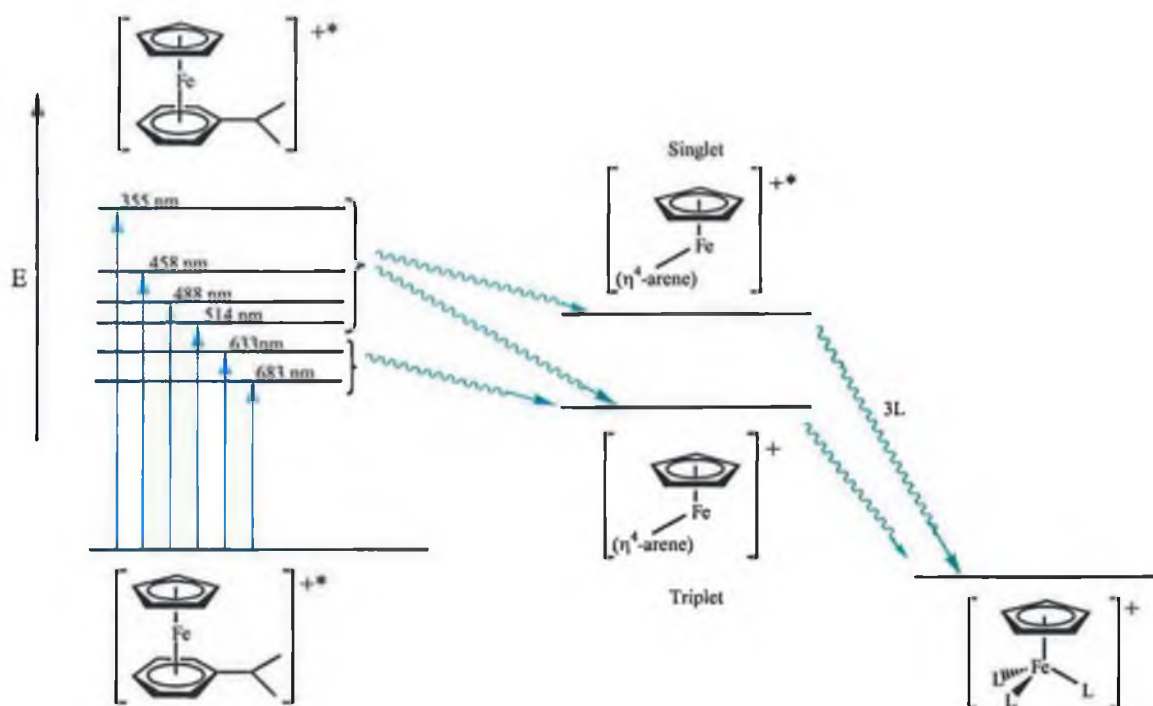 +*
Fe
355 nm
458 nm
488 nm
514 nm
633nm
683 nm
E
Fe
+*
Singlet
+*
Fe
(η⁴-arene)
3L
+
Fe
(η⁴-arene)
Triplet
+
Fe
L
L
L